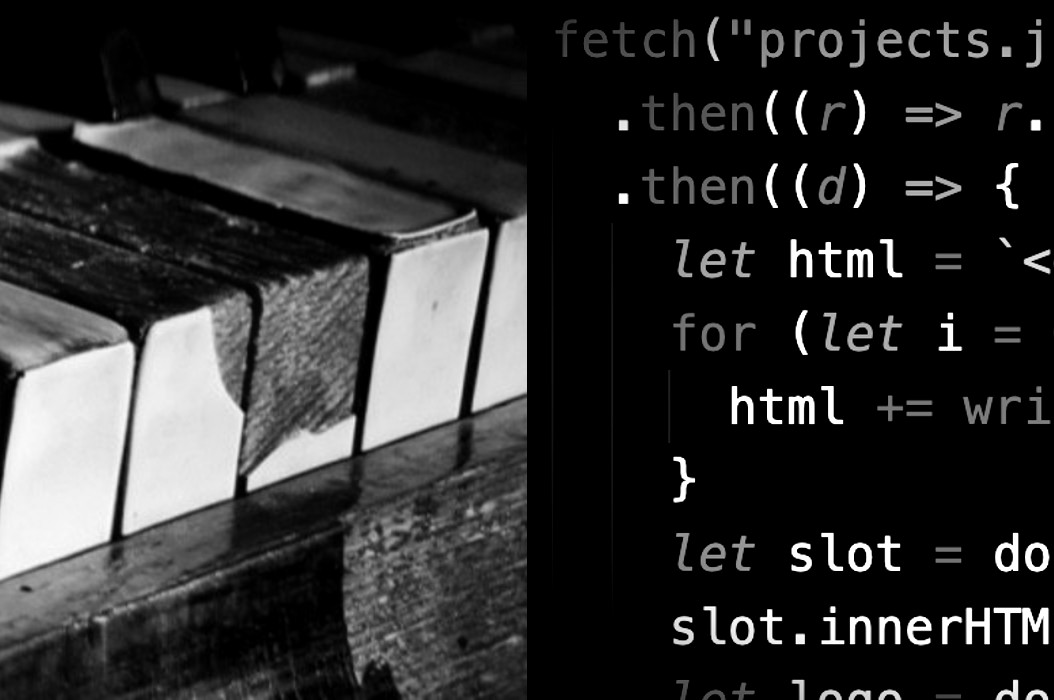 fetch("projects.j
.then((r) => r.
.then((d) => {
let html = `<
for (let i =
html += wri
}
let slot = do
slot.innerHTM
let logo = do